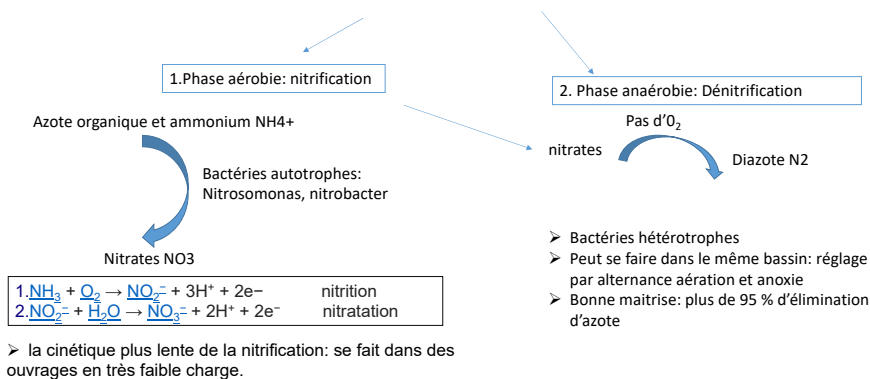 1.Phase aérobie: nitrification
Azote organique et ammonium NH4+
Bactéries autotrophes:
Nitrosomonas, nitrobacter
Nitrates NO3
1.NH₃ + O₂ → NO₂⁻ + 3H⁺ + 2e− nitrition
2.NO₂⁻ + H₂O → NO₃⁻ + 2H⁺ + 2e⁻ nitratation
➢ la cinétique plus lente de la nitrification: se fait dans des
ouvrages en très faible charge.
2. Phase anaérobie: Dénitrification
Pas d'0₂
nitrates
Diazote N2
➢ Bactéries hétérotrophes
➢ Peut se faire dans le même bassin: réglage
par alternance aération et anoxie
➢ Bonne maitrise: plus de 95 % d'élimination
d'azote